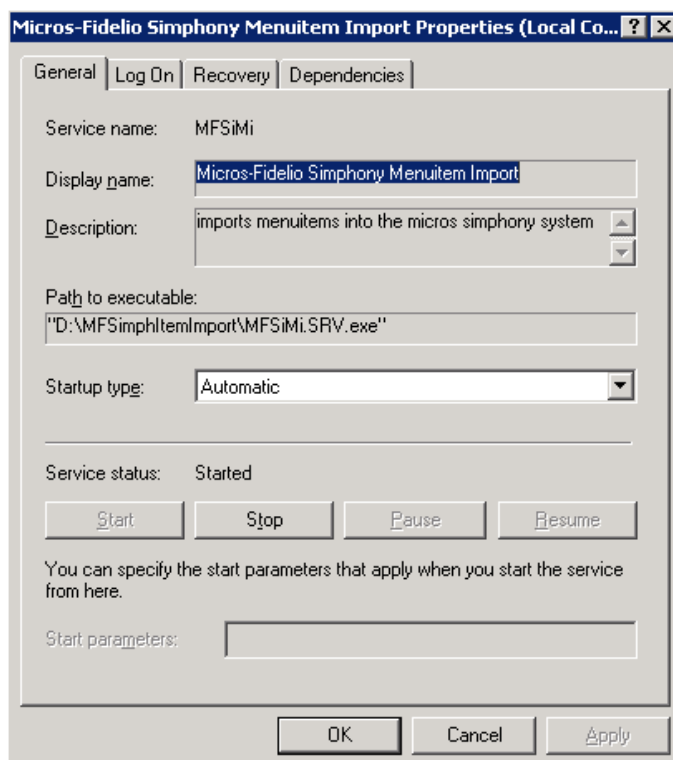 Micros-Fidelio Simphony Menuitem Import Properties (Local Co... ? X
General Log On Recovery Dependencies
Service name: MFSiMi
Display name: Micros-Fidelio Simphony Menuitem Import
Description: imports menuitems into the micros simphony system
Path to executable:
"D:\MFSimphItemImport\MFSiMi.SRV.exe"
Startup type: Automatic
Service status: Started
Start Stop Pause Resume
You can specify the start parameters that apply when you start the service
from here.
Start parameters:
OK Cancel Apply